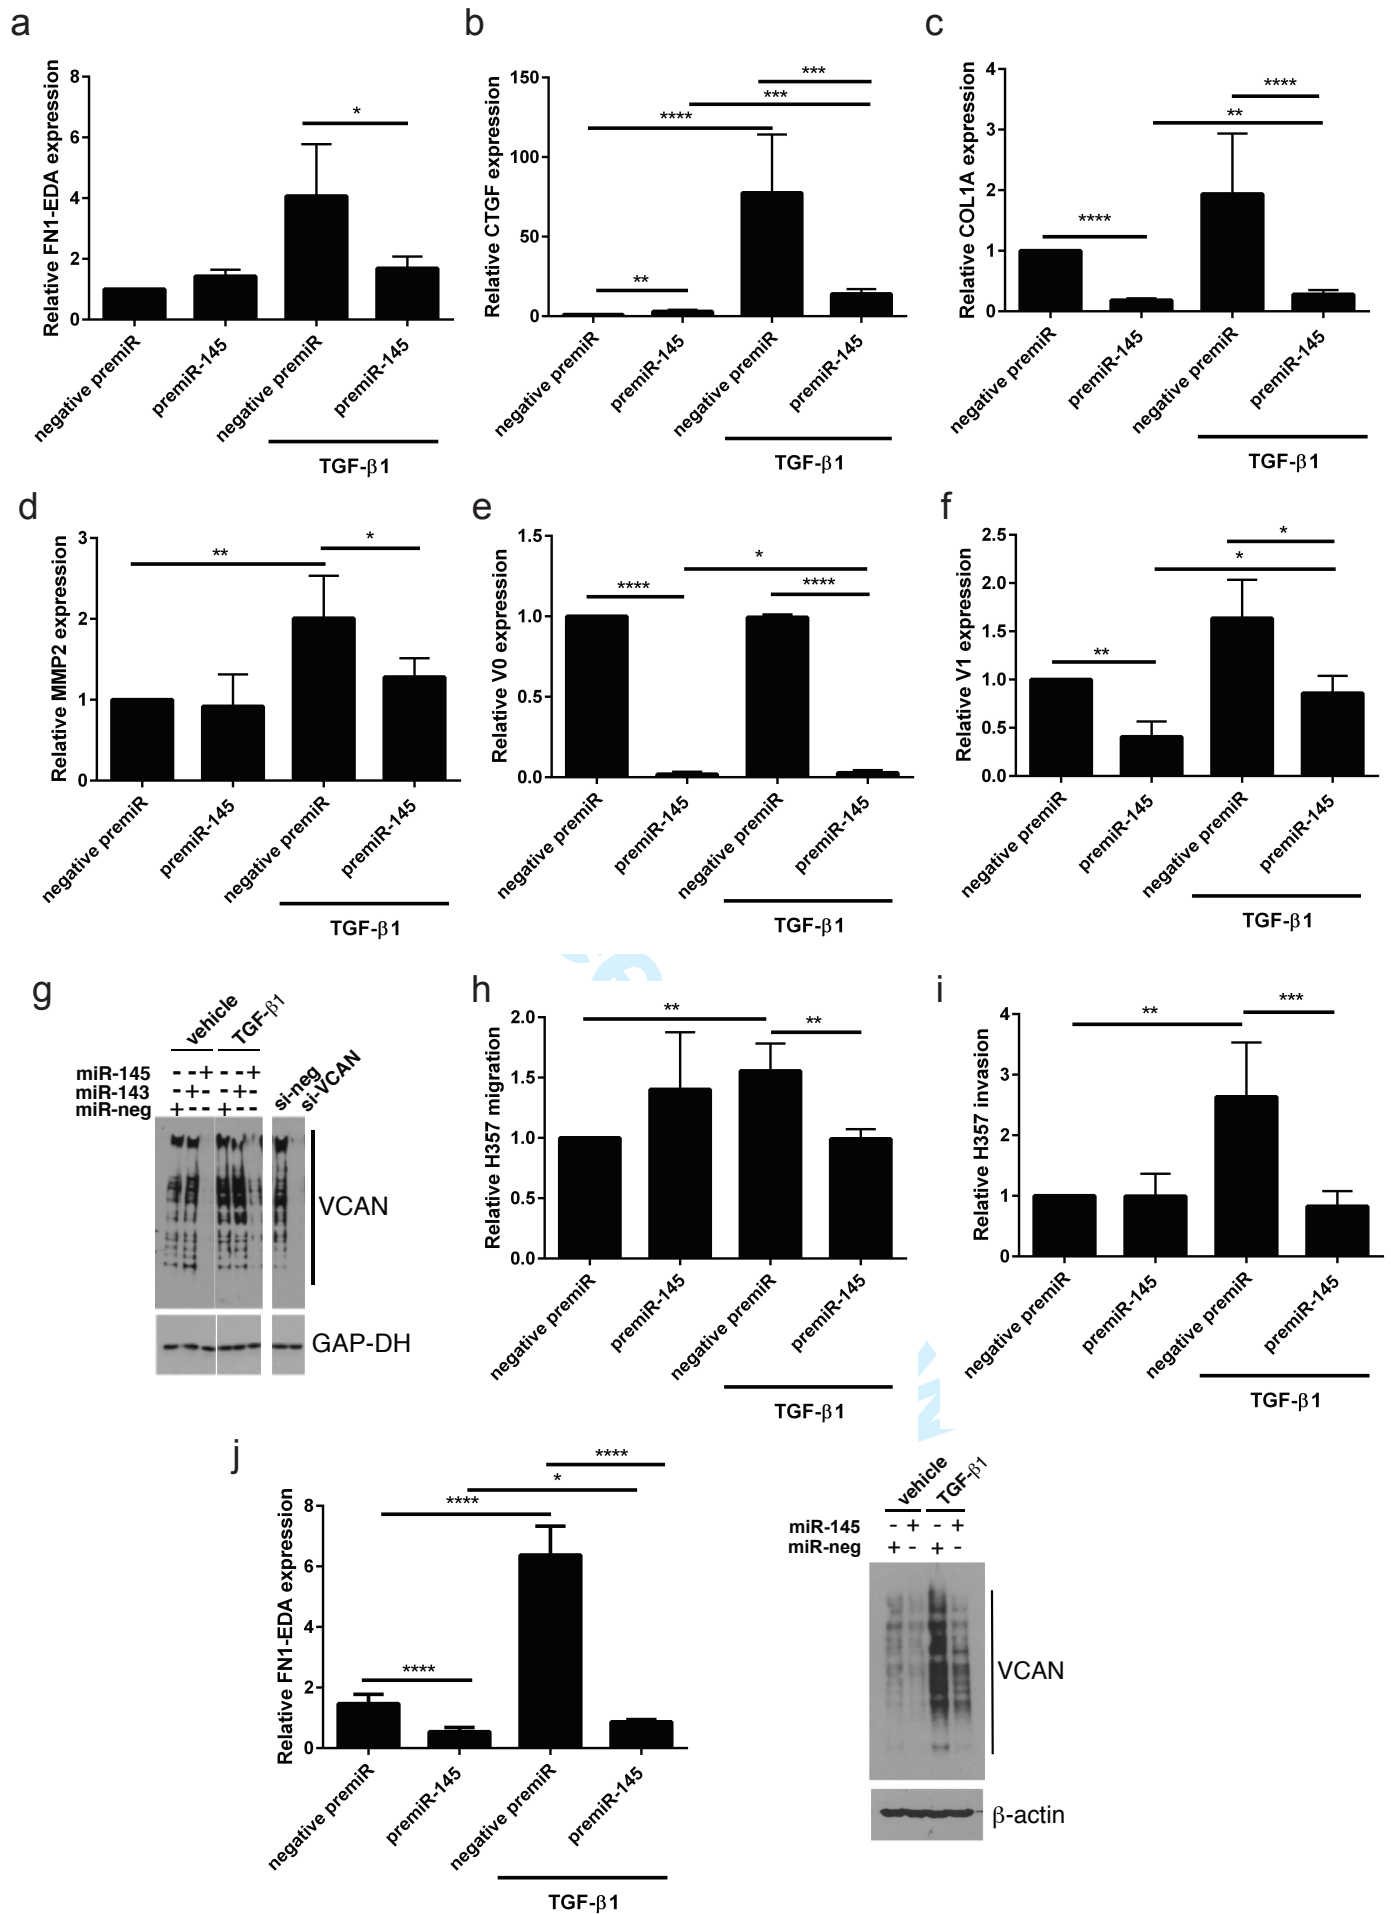 a
Relative FN1-EDA expression
8
6
4
2
0
*
negative premiR
premiR-145
negative premiR
premiR-145
TGF-β1
b
Relative CTGF expression
150
100
50
0
***
***
****
**
negative premiR
premiR-145
negative premiR
premiR-145
TGF-β1
c
Relative COL1A expression
4
3
2
1
0
****
**
****
negative premiR
premiR-145
negative premiR
premiR-145
TGF-β1
d
Relative MMP2 expression
3
2
1
0
**
*
negative premiR
premiR-145
negative premiR
premiR-145
TGF-β1
e
Relative V0 expression
1.5
1.0
0.5
0.0
*
****
****
negative premiR
premiR-145
negative premiR
premiR-145
TGF-β1
f
Relative V1 expression
2.5
2.0
1.5
1.0
0.5
0.0
*
*
**
negative premiR
premiR-145
negative premiR
premiR-145
TGF-β1
g
vehicle TGF-β1
si-neg
si-VCAN
miR-145 - - + - - +
miR-143 - + - - + -
miR-neg + - - + - -
VCAN
GAP-DH
h
Relative H357 migration
2.0
1.5
1.0
0.5
0.0
**
**
negative premiR
premiR-145
negative premiR
premiR-145
TGF-β1
i
Relative H357 invasion
4
3
2
1
0
**
***
negative premiR
premiR-145
negative premiR
premiR-145
TGF-β1
j
Relative FN1-EDA expression
8
6
4
2
0
****
*
****
****
negative premiR
premiR-145
negative premiR
premiR-145
TGF-β1
vehicle TGF-β1
miR-145 - + - +
miR-neg + - + -
VCAN
β-actin